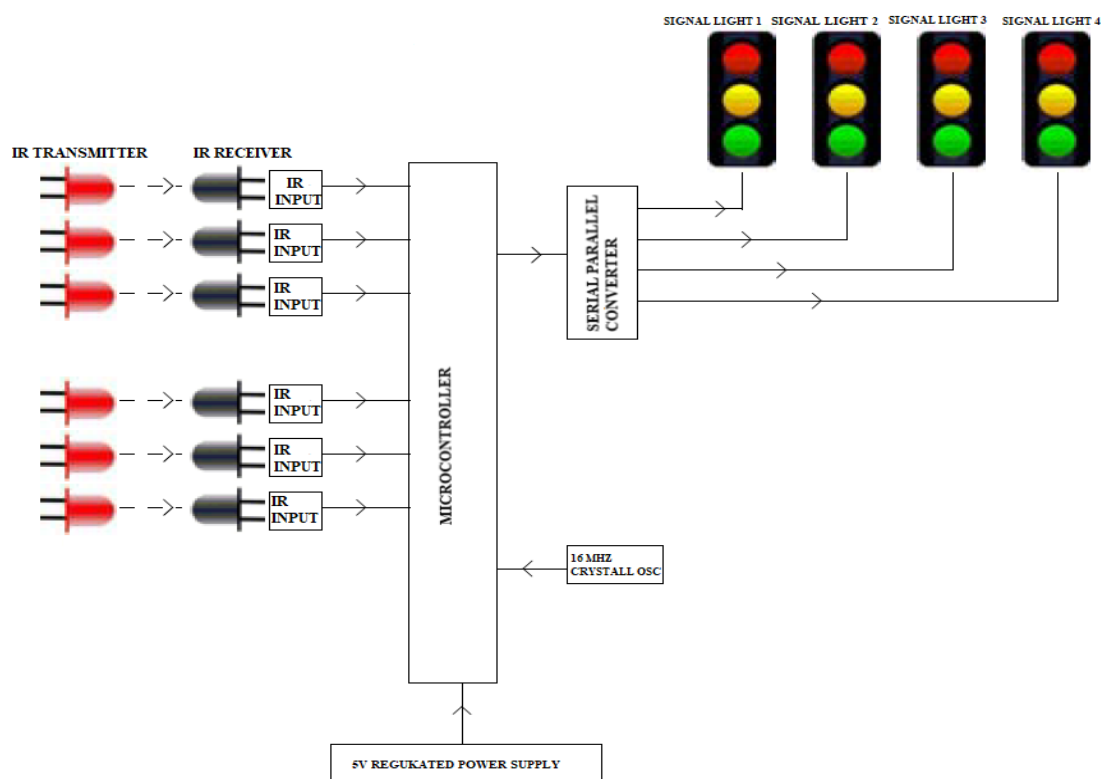 SIGNAL LIGHT 1
SIGNAL LIGHT 2
SIGNAL LIGHT 3
SIGNAL LIGHT 4
IR TRANSMITTER
IR RECEIVER
IR
INPUT
IR
INPUT
IR
INPUT
IR
INPUT
IR
INPUT
IR
INPUT
MICROCONTROLLER
SERIAL PARALLEL
CONVERTER
16 MHZ
CRYSTALL OSC
5V REGUKATED POWER SUPPLY